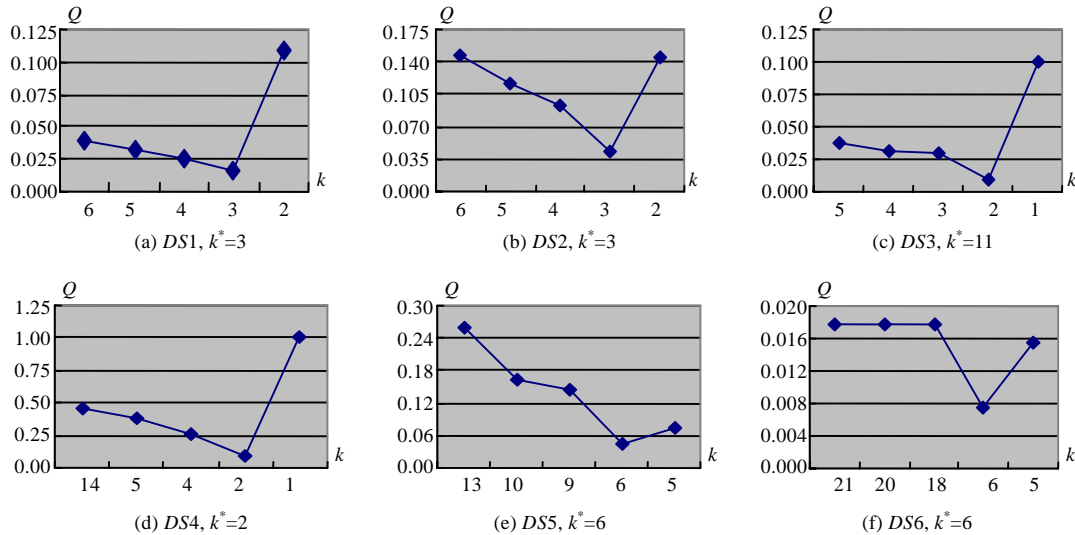 Q
0.125
0.100
0.075
0.050
0.025
0.000
k
6 5 4 3 2
(a) DS1, k*=3
Q
0.175
0.140
0.105
0.070
0.035
0.000
k
6 5 4 3 2
(b) DS2, k*=3
Q
0.125
0.100
0.075
0.050
0.025
0.000
k
5 4 3 2 1
(c) DS3, k*=11
Q
1.25
1.00
0.75
0.50
0.25
0.00
k
14 5 4 2 1
(d) DS4, k*=2
Q
0.30
0.24
0.18
0.12
0.06
0.00
k
13 10 9 6 5
(e) DS5, k*=6
Q
0.020
0.016
0.012
0.008
0.004
0.000
k
21 20 18 6 5
(f) DS6, k*=6